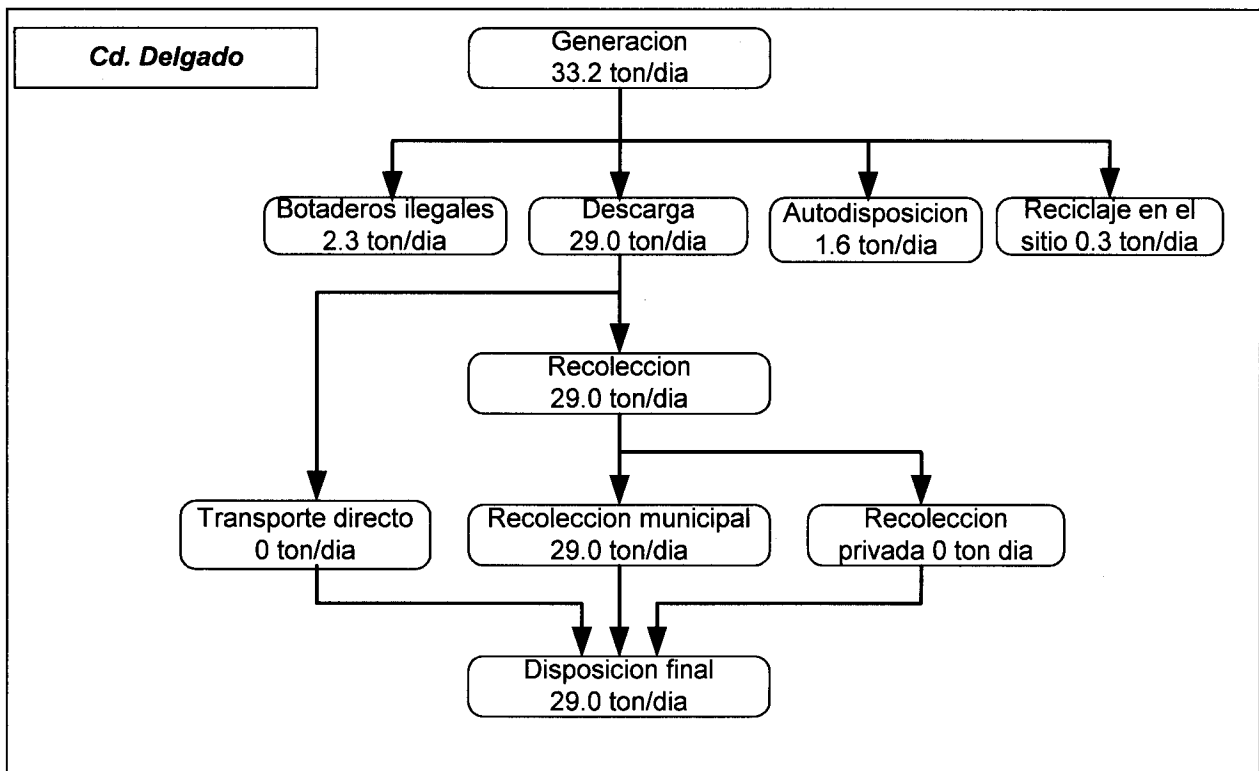 Cd. Delgado
Generacion
33.2 ton/dia
Botaderos ilegales
2.3 ton/dia
Descarga
29.0 ton/dia
Autodisposicion
1.6 ton/dia
Reciclaje en el
sitio 0.3 ton/dia
Recoleccion
29.0 ton/dia
Transporte directo
0 ton/dia
Recoleccion municipal
29.0 ton/dia
Recoleccion
privada 0 ton dia
Disposicion final
29.0 ton/dia